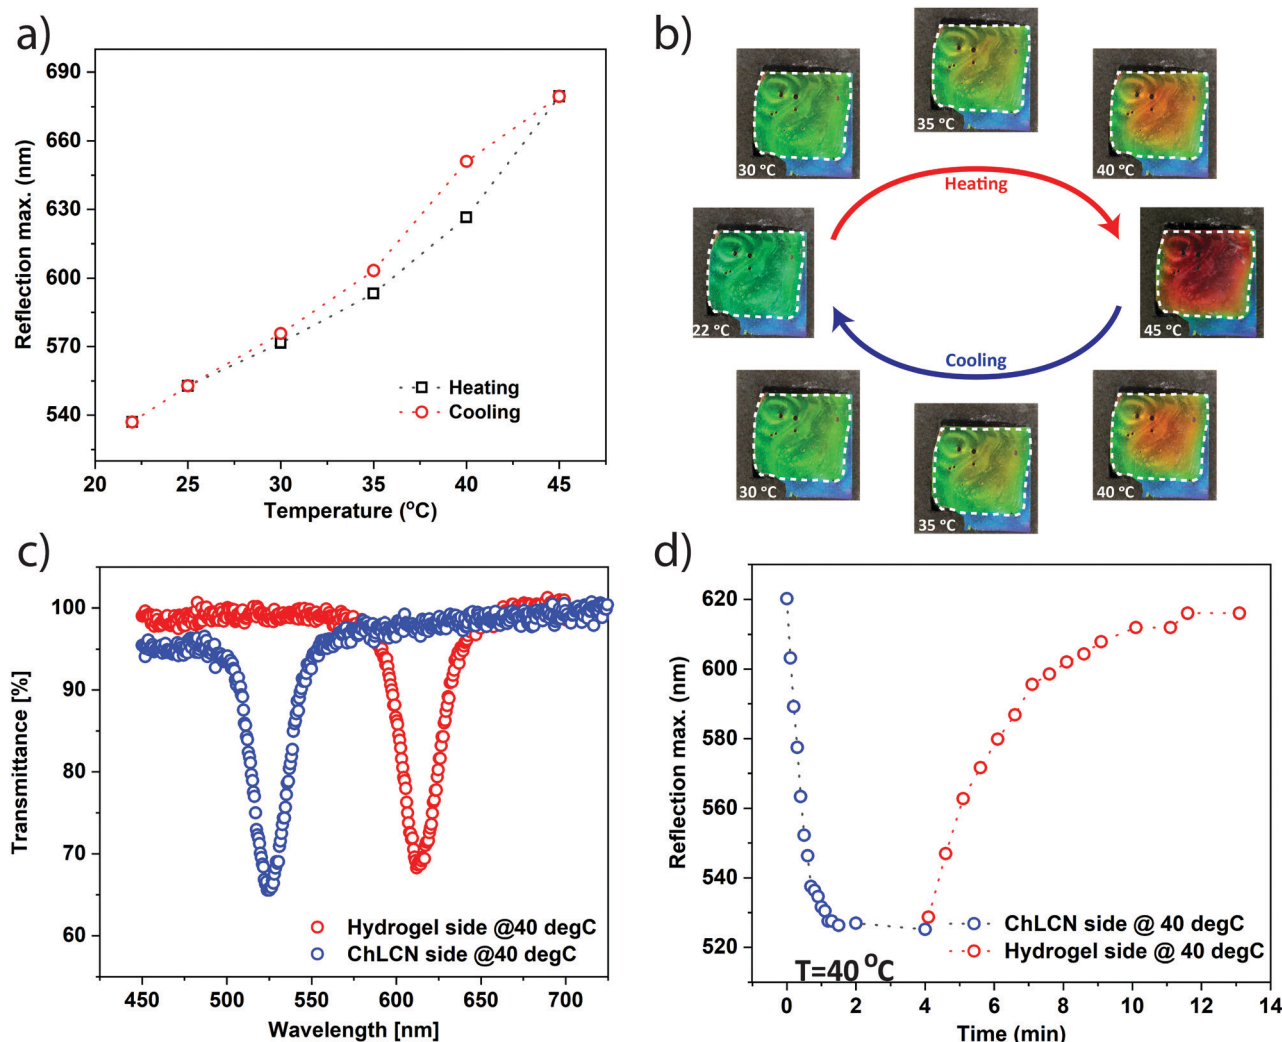 a)
690
660
630
600
570
540
Reflection max. (nm)
Heating
Cooling
20 25 30 35 40 45
Temperature (°C)
b)
30 °C
35 °C
40 °C
Heating
22 °C
45 °C
Cooling
30 °C
35 °C
40 °C
c)
100
90
80
70
60
Transmittance [%]
Hydrogel side @40 degC
ChLCN side @40 degC
450 500 550 600 650 700
Wavelength [nm]
d)
620
600
580
560
540
520
Reflection max. (nm)
ChLCN side @ 40 degC
Hydrogel side @ 40 degC
T=40 °C
0 2 4 6 8 10 12 14
Time (min)